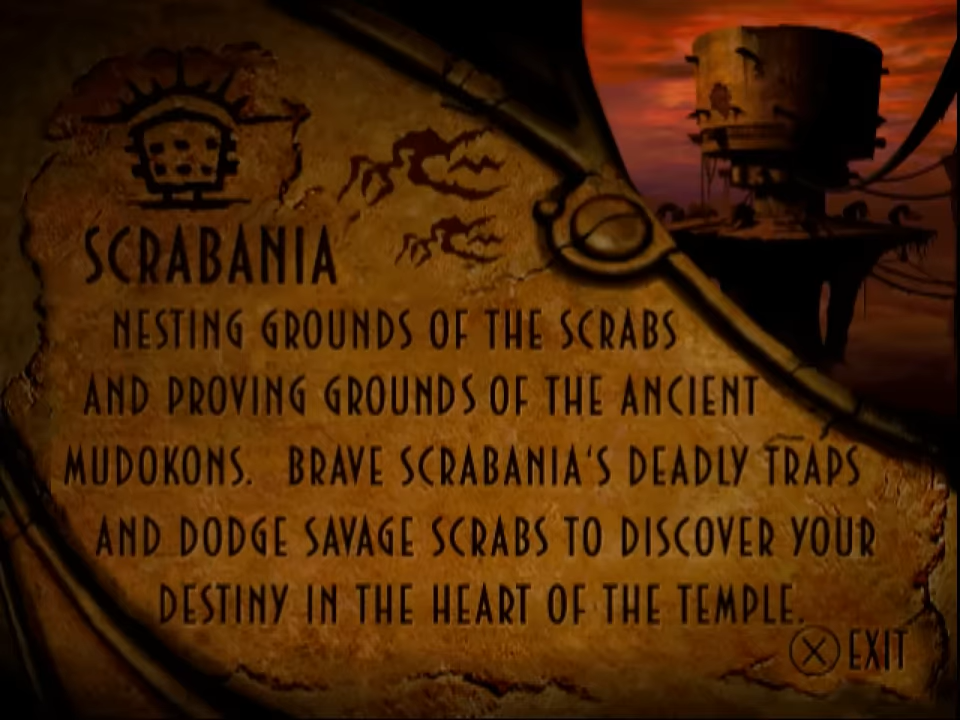 SCRABANIA
NESTING GROUNDS OF THE SCRABS
AND PROVING GROUNDS OF THE ANCIENT
MUDOKONS. BRAVE SCRABANIA'S DEADLY TRAPS
AND DODGE SAVAGE SCRABS TO DISCOVER YOUR
DESTINY IN THE HEART OF THE TEMPLE.
EXIT